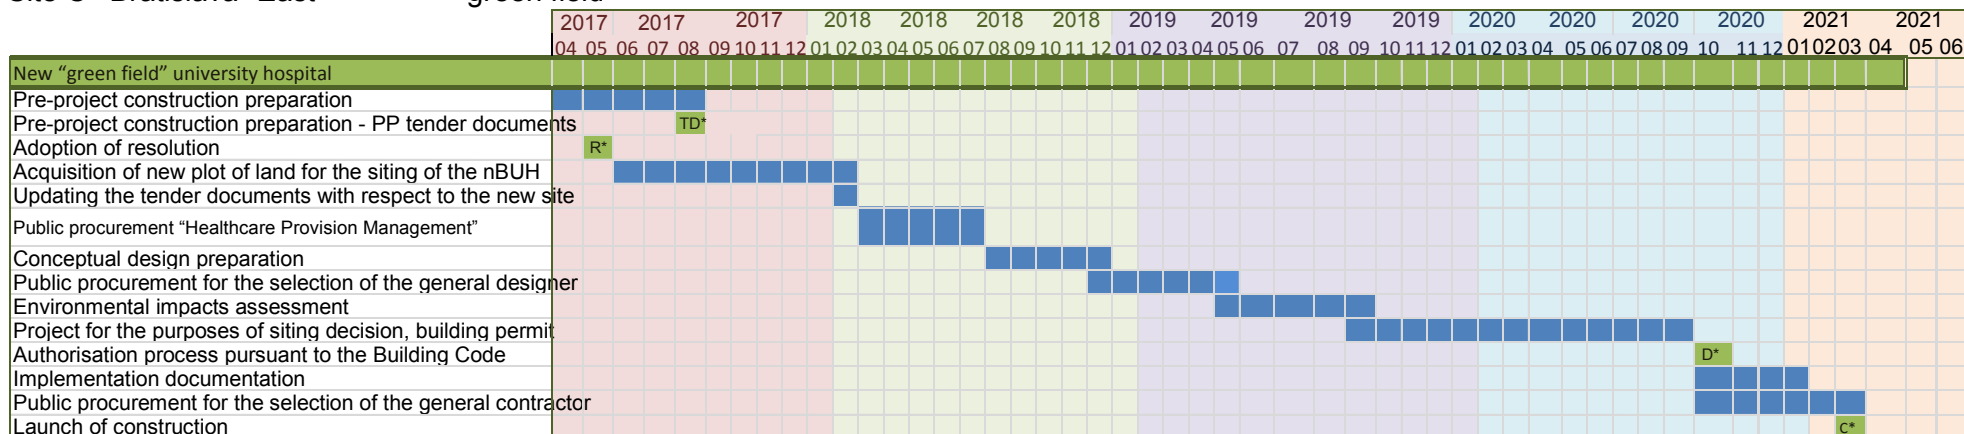 2017 2017 2017 2018 2018 2018 2018 2019 2019 2019 2019 2020 2020 2020 2020 2021 2021
04 05 06 07 08 09 10 11 12 01 02 03 04 05 06 07 08 09 10 11 12 01 02 03 04 05 06 07 08 09 10 11 12 01 02 03 04 05 06 07 08 09 10 11 12 01 02 03 04 05 06
New “green field” university hospital
Pre-project construction preparation
Pre-project construction preparation - PP tender documents TD*
Adoption of resolution R*
Acquisition of new plot of land for the siting of the nBUH
Updating the tender documents with respect to the new site
Public procurement “Healthcare Provision Management”
Conceptual design preparation
Public procurement for the selection of the general designer
Environmental impacts assessment
Project for the purposes of siting decision, building permit
Authorisation process pursuant to the Building Code D*
Implementation documentation
Public procurement for the selection of the general contractor
Launch of construction C*